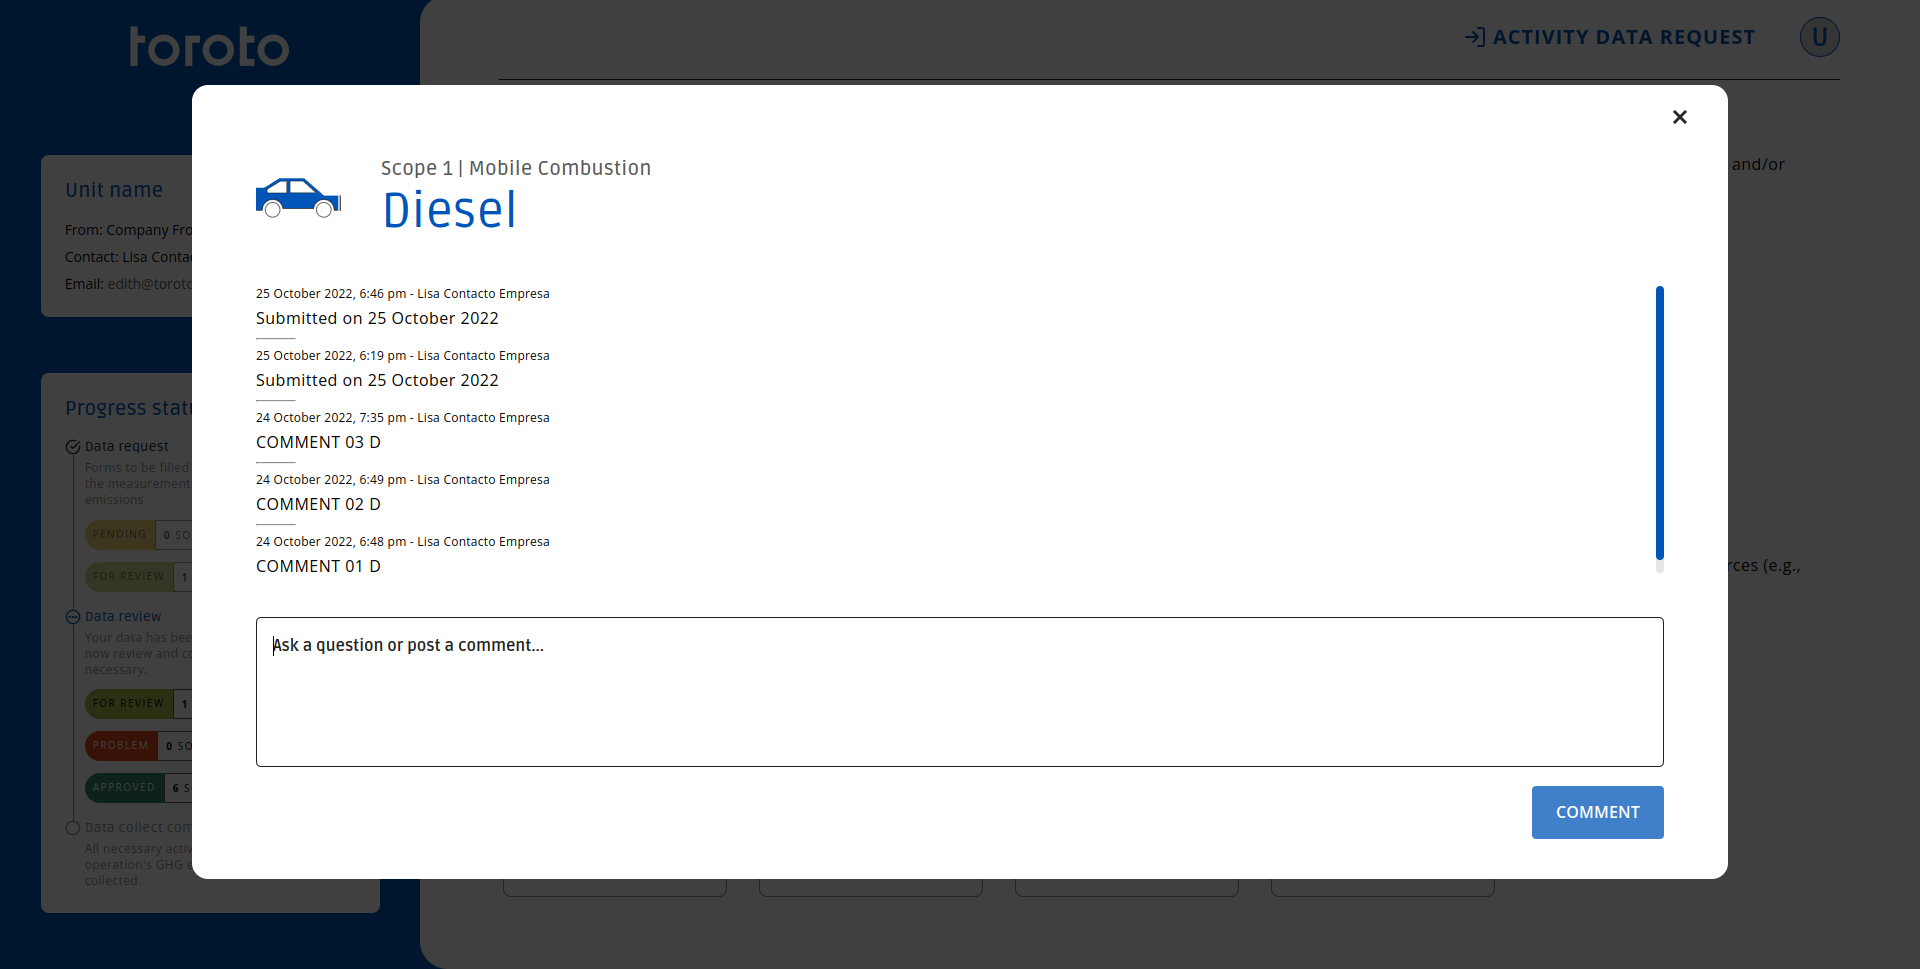 toroto
ACTIVITY DATA REQUEST
U
Unit name
From: Company Fro
Contact: Lisa Conta
Email: edith@toroto
Progress stat
Data request
Forms to be filled
the measurement
emissions
PENDING 0 SO
FOR REVIEW 1
Data review
Your data has bee
now review and co
necessary.
FOR REVIEW 1
PROBLEM 0 SO
APPROVED 6 S
Data collect com
All necessary activ
operation's GHG e
collected.
and/or
rces (e.g.,
×
Scope 1 | Mobile Combustion
Diesel
25 October 2022, 6:46 pm - Lisa Contacto Empresa
Submitted on 25 October 2022
25 October 2022, 6:19 pm - Lisa Contacto Empresa
Submitted on 25 October 2022
24 October 2022, 7:35 pm - Lisa Contacto Empresa
COMMENT 03 D
24 October 2022, 6:49 pm - Lisa Contacto Empresa
COMMENT 02 D
24 October 2022, 6:48 pm - Lisa Contacto Empresa
COMMENT 01 D
Ask a question or post a comment...
COMMENT